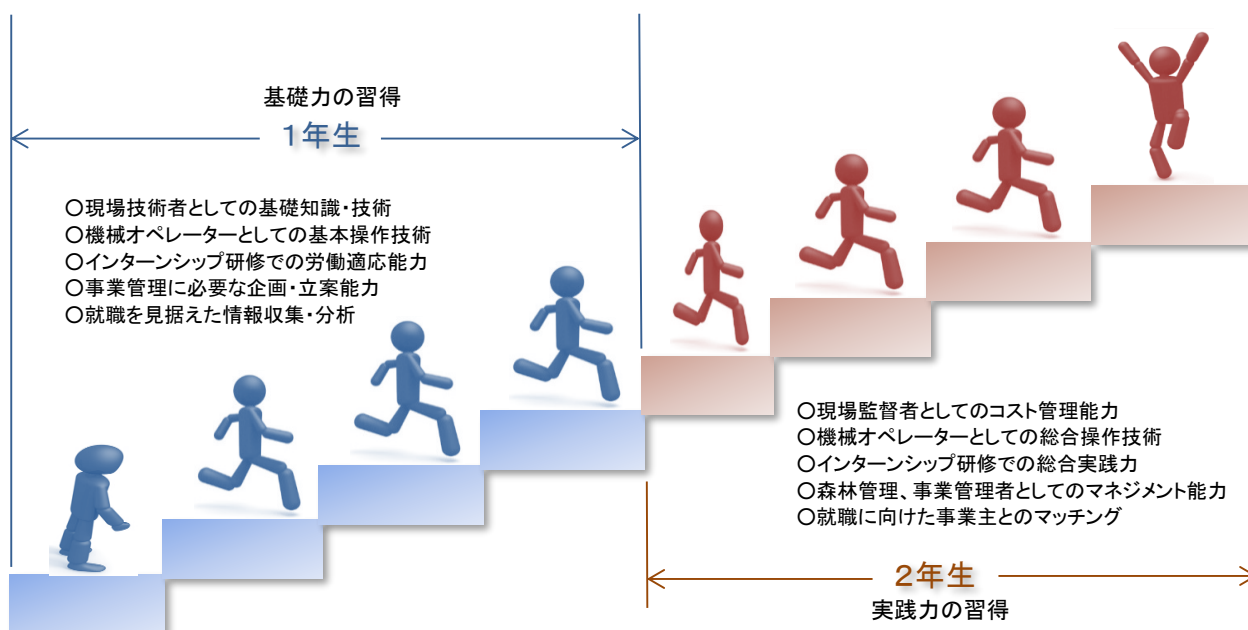 基礎力の習得
1年生
○現場技術者としての基礎知識・技術
○機械オペレーターとしての基本操作技術
○インターンシップ研修での労働適応能力
○事業管理に必要な企画・立案能力
○就職を見据えた情報収集・分析
○現場監督者としてのコスト管理能力
○機械オペレーターとしての総合操作技術
○インターンシップ研修での総合実践力
○森林管理、事業管理者としてのマネジメント能力
○就職に向けた事業主とのマッチング
2年生
実践力の習得